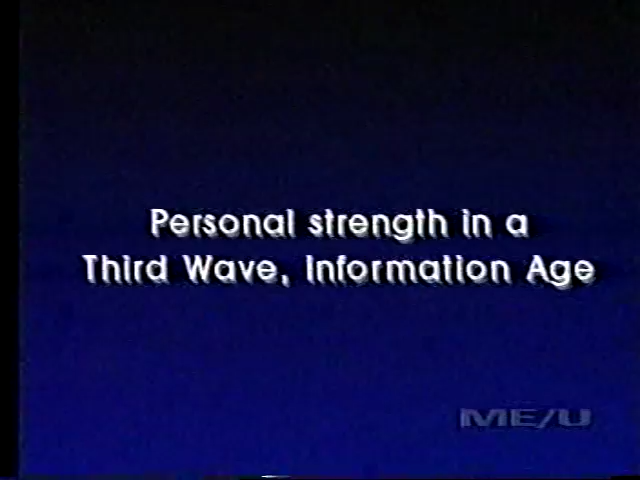 Personal strength in a
Third Wave, Information Age
ME/U